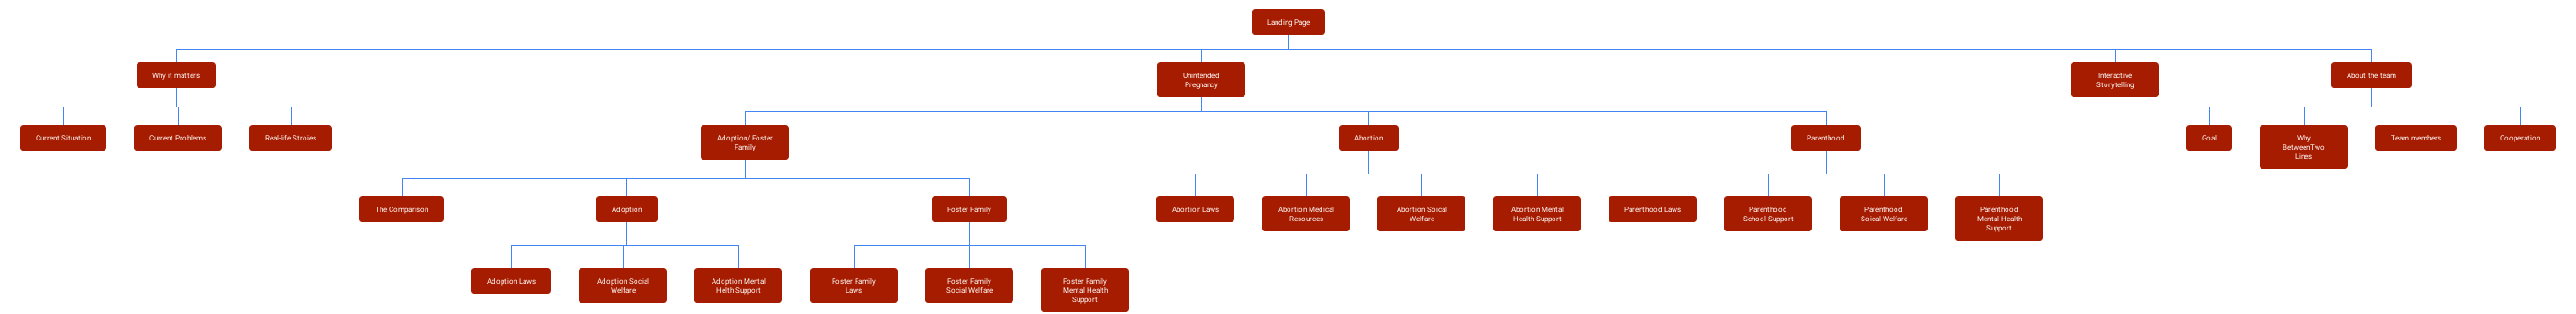 Landing Page
Why it matters
Unintended
Pregnancy
Interactive
Storytelling
About the team
Current Situation
Current Problems
Real-life Stroies
Adoption/ Foster
Family
Abortion
Parenthood
Goal
Why
BetweenTwo
Lines
Team members
Cooperation
The Comparison
Adoption
Foster Family
Abortion Laws
Abortion Medical
Resources
Abortion Soical
Welfare
Abortion Mental
Health Support
Parenthood Laws
Parenthood
School Support
Parenthood
Soical Welfare
Parenthood
Mental Health
Support
Adoption Laws
Adoption Social
Welfare
Adoption Mental
Helth Support
Foster Family
Laws
Foster Family
Social Welfare
Foster Family
Mental Health
Support